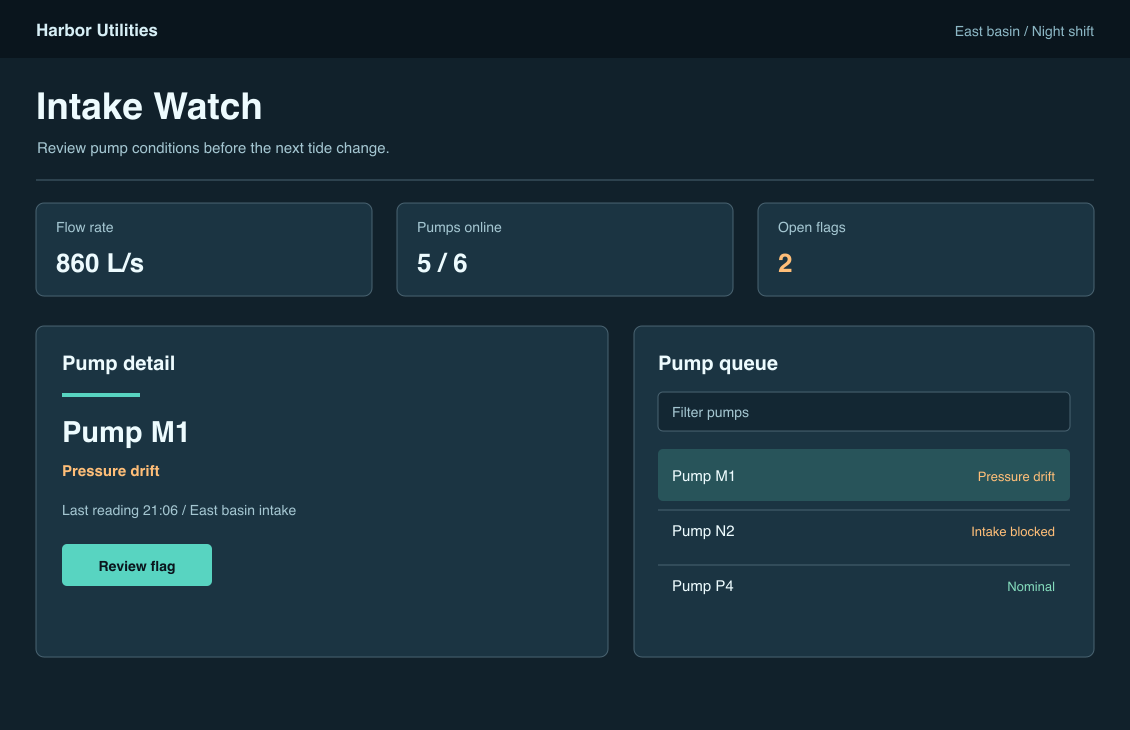 Harbor Utilities
East basin / Night shift
Intake Watch
Review pump conditions before the next tide change.
Flow rate
860 L/s
Pumps online
5 / 6
Open flags
2
Pump detail
Pump M1
Pressure drift
Last reading 21:06 / East basin intake
Review flag
Pump queue
Filter pumps
Pump M1
Pressure drift
Pump N2
Intake blocked
Pump P4
Nominal